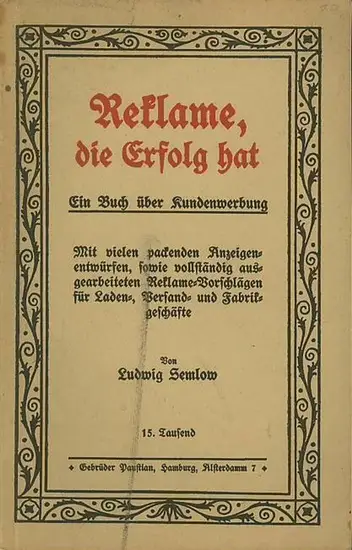 Reklame,
die Erfolg hat
Ein Buch über Kundenwerbung
Mit vielen packenden Anzeigen-
entwürfen, sowie vollständig aus-
gearbeiteten Reklame-Vorschlägen
für Laden-, Versand- und Fabrik-
geschäfte
Von
Ludwig Semlow
15. Tausend
Gebrüder Paustian, Hamburg, Alsterdamm 7